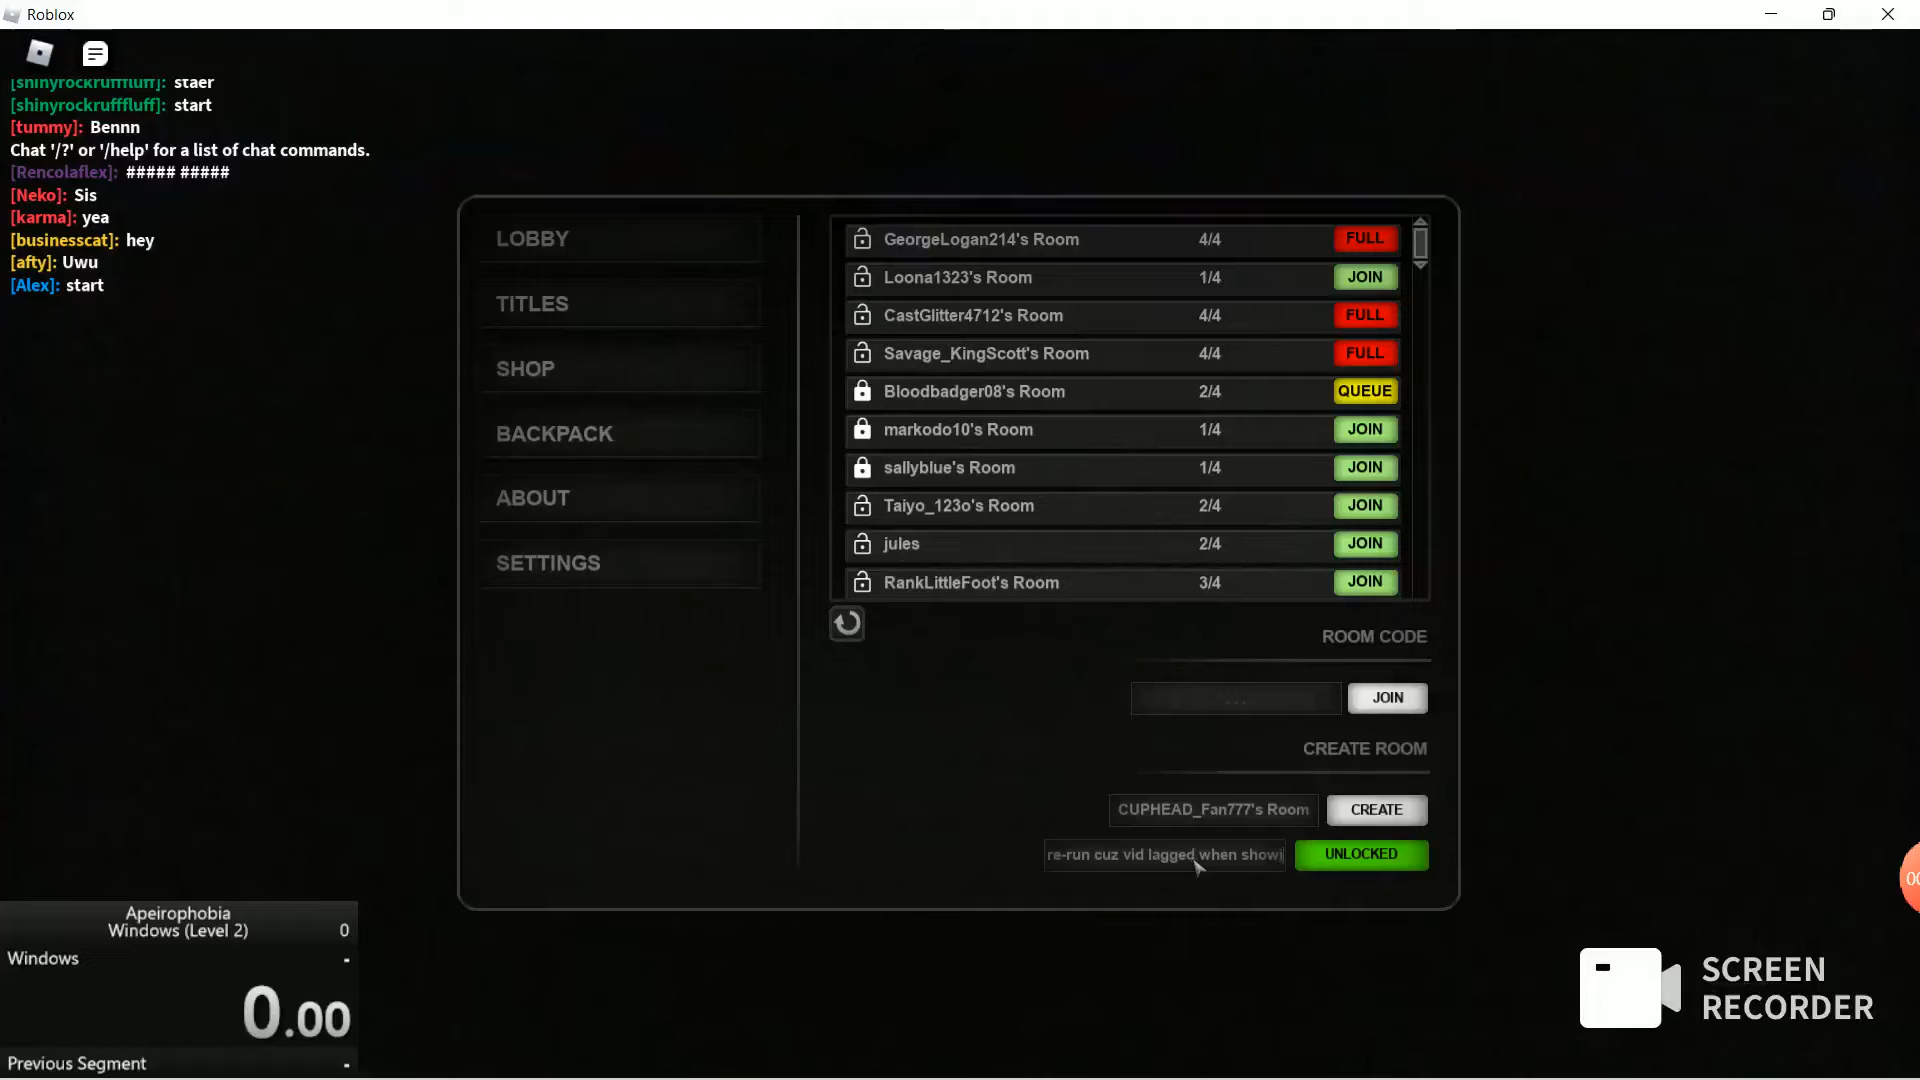 Roblox
[shinyrockrufffluff]: staer
[shinyrockrufffluff]: start
[tummy]: Bennn
Chat '/?' or '/help' for a list of chat commands.
[Rencolaflex]: ##### #####
[Neko]: Sis
[karma]: yea
[businesscat]: hey
[afty]: Uwu
[Alex]: start
LOBBY
TITLES
SHOP
BACKPACK
ABOUT
SETTINGS
GeorgeLogan214's Room 4/4 FULL
Loona1323's Room 1/4 JOIN
CastGlitter4712's Room 4/4 FULL
Savage_KingScott's Room 4/4 FULL
Bloodbadger08's Room 2/4 QUEUE
markodo10's Room 1/4 JOIN
sallyblue's Room 1/4 JOIN
Taiyo_123o's Room 2/4 JOIN
jules 2/4 JOIN
RankLittleFoot's Room 3/4 JOIN
ROOM CODE
... JOIN
CREATE ROOM
CUPHEAD_Fan777's Room CREATE
re-run cuz vid lagged when show UNLOCKED
Apeirophobia
Windows (Level 2) 0
Windows -
0.00
Previous Segment -
00
SCREEN
RECORDER